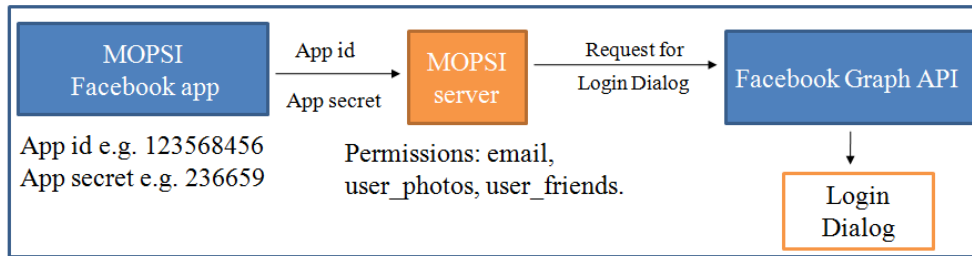 MOPSI
Facebook app
App id
App secret
MOPSI
server
Request for
Login Dialog
Facebook Graph API
App id e.g. 123568456
App secret e.g. 236659
Permissions: email,
user_photos, user_friends.
Login
Dialog